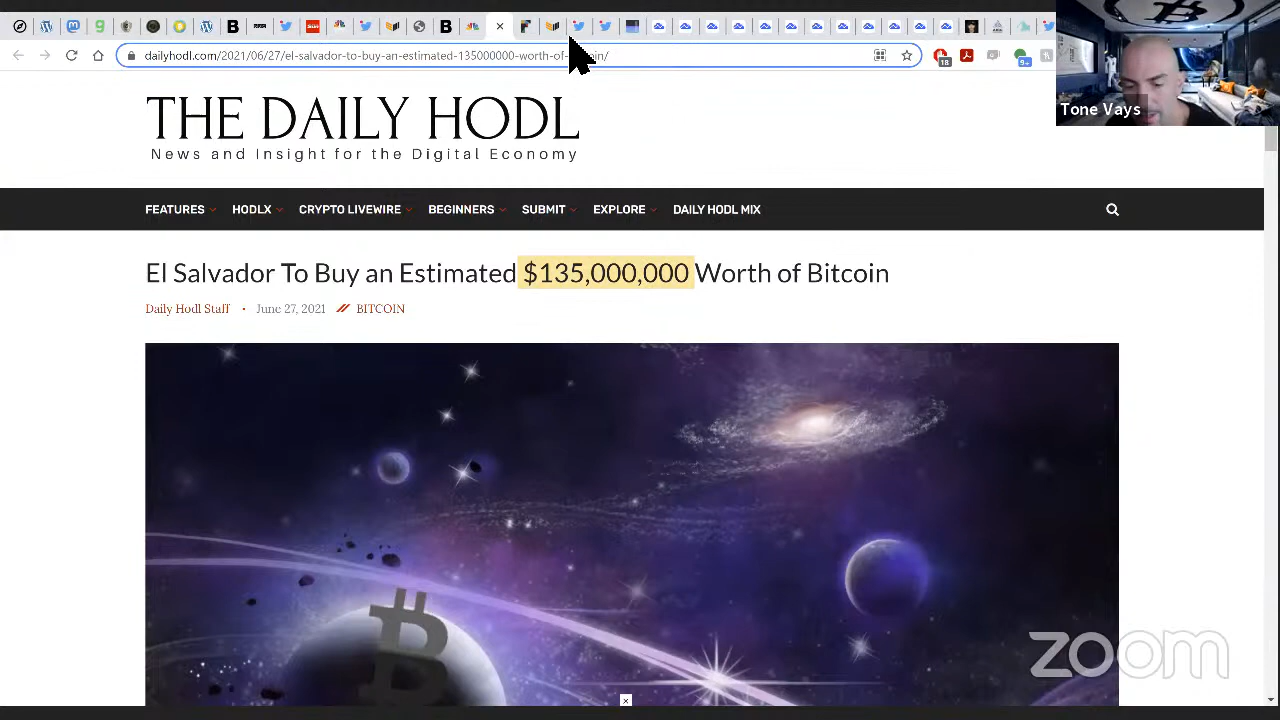 dailyhodl.com/2021/06/27/el-salvador-to-buy-an-estimated-135000000-worth-of-
18
9+
Tone Vays
THE DAILY HODL
News and Insight for the Digital Economy
FEATURES HODLX CRYPTO LIVEWIRE BEGINNERS SUBMIT EXPLORE DAILY HODL MIX
El Salvador To Buy an Estimated $135,000,000 Worth of Bitcoin
Daily Hodl Staff • June 27, 2021 // BITCOIN
zoom